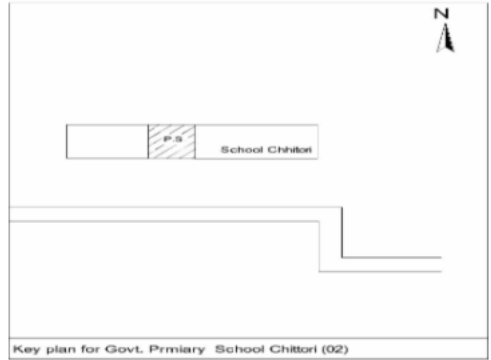 N
P.S
School Chhitori
Key plan for Govt. Prmiary School Chittori (02)